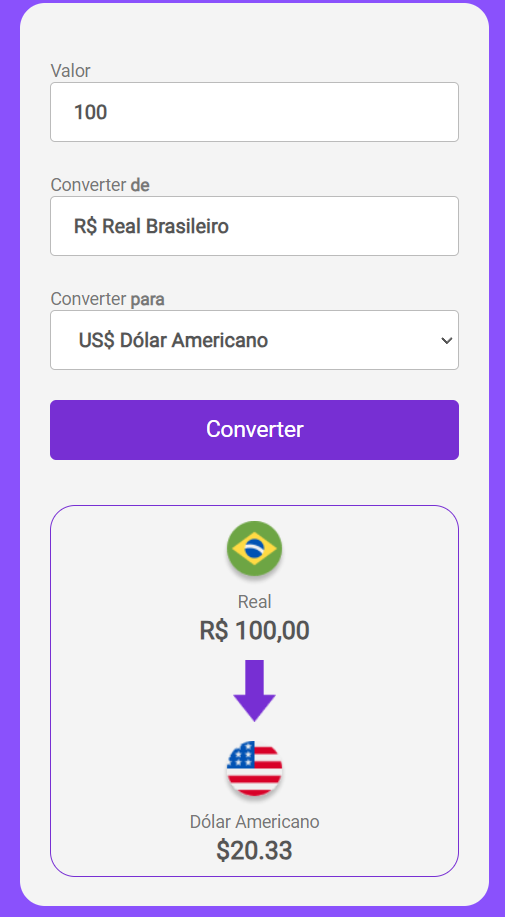 Valor
100
Converter de
R$ Real Brasileiro
Converter para
US$ Dólar Americano
Converter
Real
R$ 100,00
Dólar Americano
$20.33